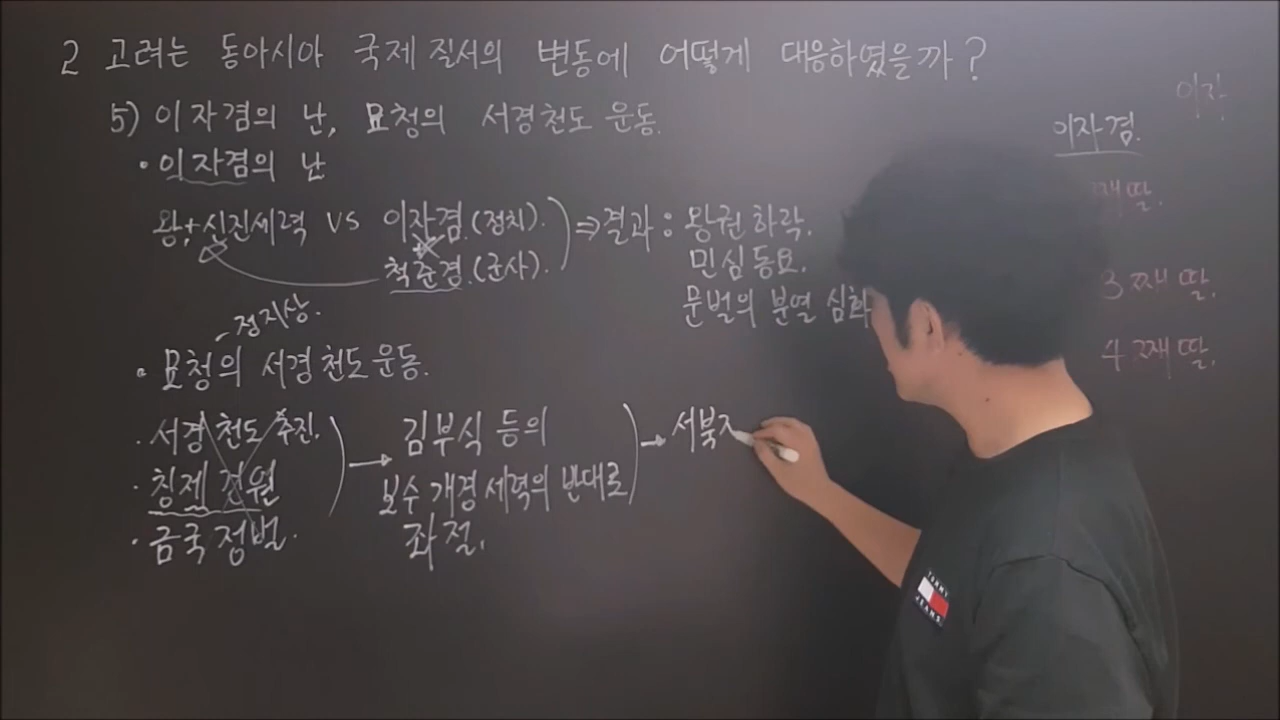 2 고려는 동아시아 국제 질서의 변동에 어떻게 대응하였을까?
5) 이자겸의 난, 묘청의 서경천도 운동.
· 이자겸의 난
왕+신진세력 VS 이자겸.(정치).
척준경.(군사).
⇒결과 : 왕권 하락.
민심 동요.
문벌의 분열 심화
정지상.
· 묘청의 서경 천도 운동.
· 서경 천도 추진.
· 칭제 건원
· 금국 정벌.
→ 김부식 등의
보수 개경 세력의 반대로
좌절.
→ 서북ㅈ
이자
이자겸.
째 딸.
3째 딸.
4째 딸.
TOMMY
JEANS